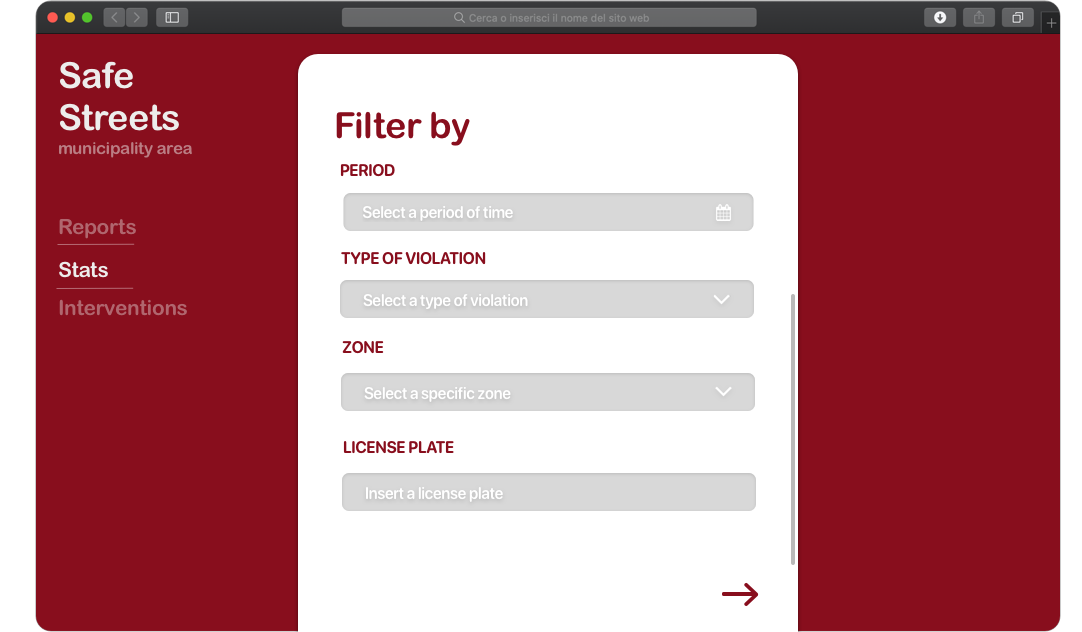 Cerca o inserisci il nome del sito web
Safe
Streets
municipality area
Reports
Stats
Interventions
Filter by
PERIOD
Select a period of time
TYPE OF VIOLATION
Select a type of violation
ZONE
Select a specific zone
LICENSE PLATE
Insert a license plate